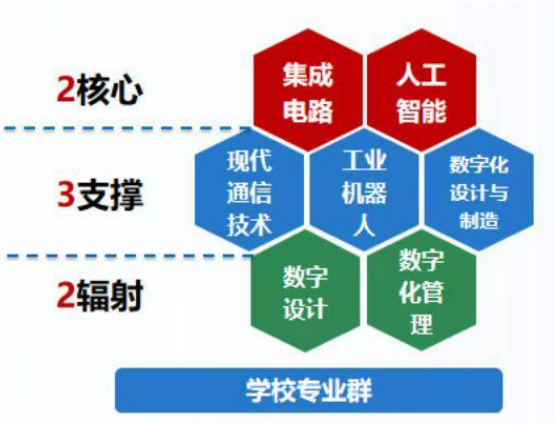 2核心
集成
电路
人工
智能
3支撑
现代
通信
技术
工业
机器
人
数字化
设计与
制造
2辐射
数字
设计
数字
化管
理
学校专业群